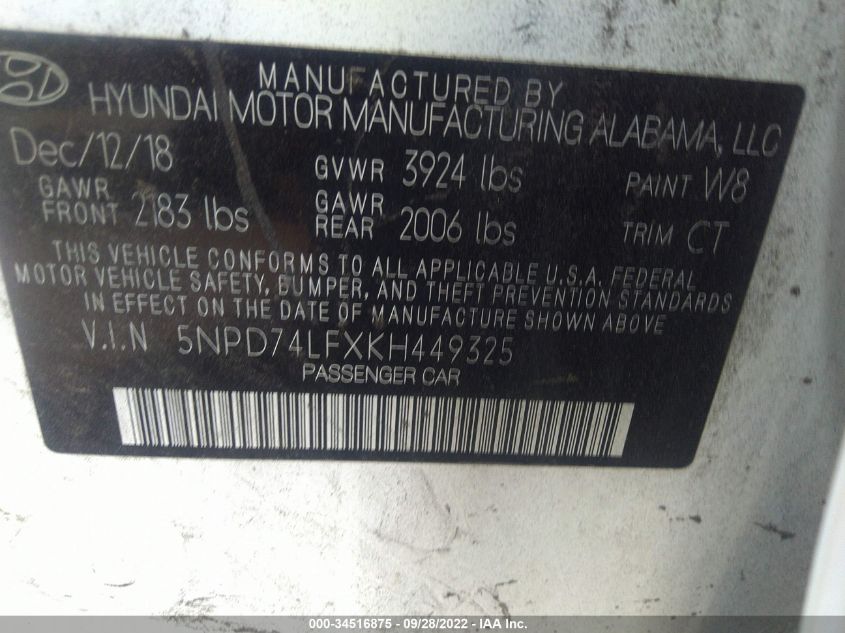 MANUFACTURED BY
HYUNDAI MOTOR MANUFACTURING ALABAMA, LLC
Dec/12/18 GVWR 3924 lbs PAINT W8
GAWR FRONT 2183 lbs GAWR REAR 2006 lbs TRIM CT
THIS VEHICLE CONFORMS TO ALL APPLICABLE U.S.A. FEDERAL
MOTOR VEHICLE SAFETY, BUMPER, AND THEFT PREVENTION STANDARDS
IN EFFECT ON THE DATE OF MANUFACTURE SHOWN ABOVE.
V.I.N 5NPD74LFXKH449325
PASSENGER CAR
000-34516875 - 09/28/2022 - IAA, Inc.